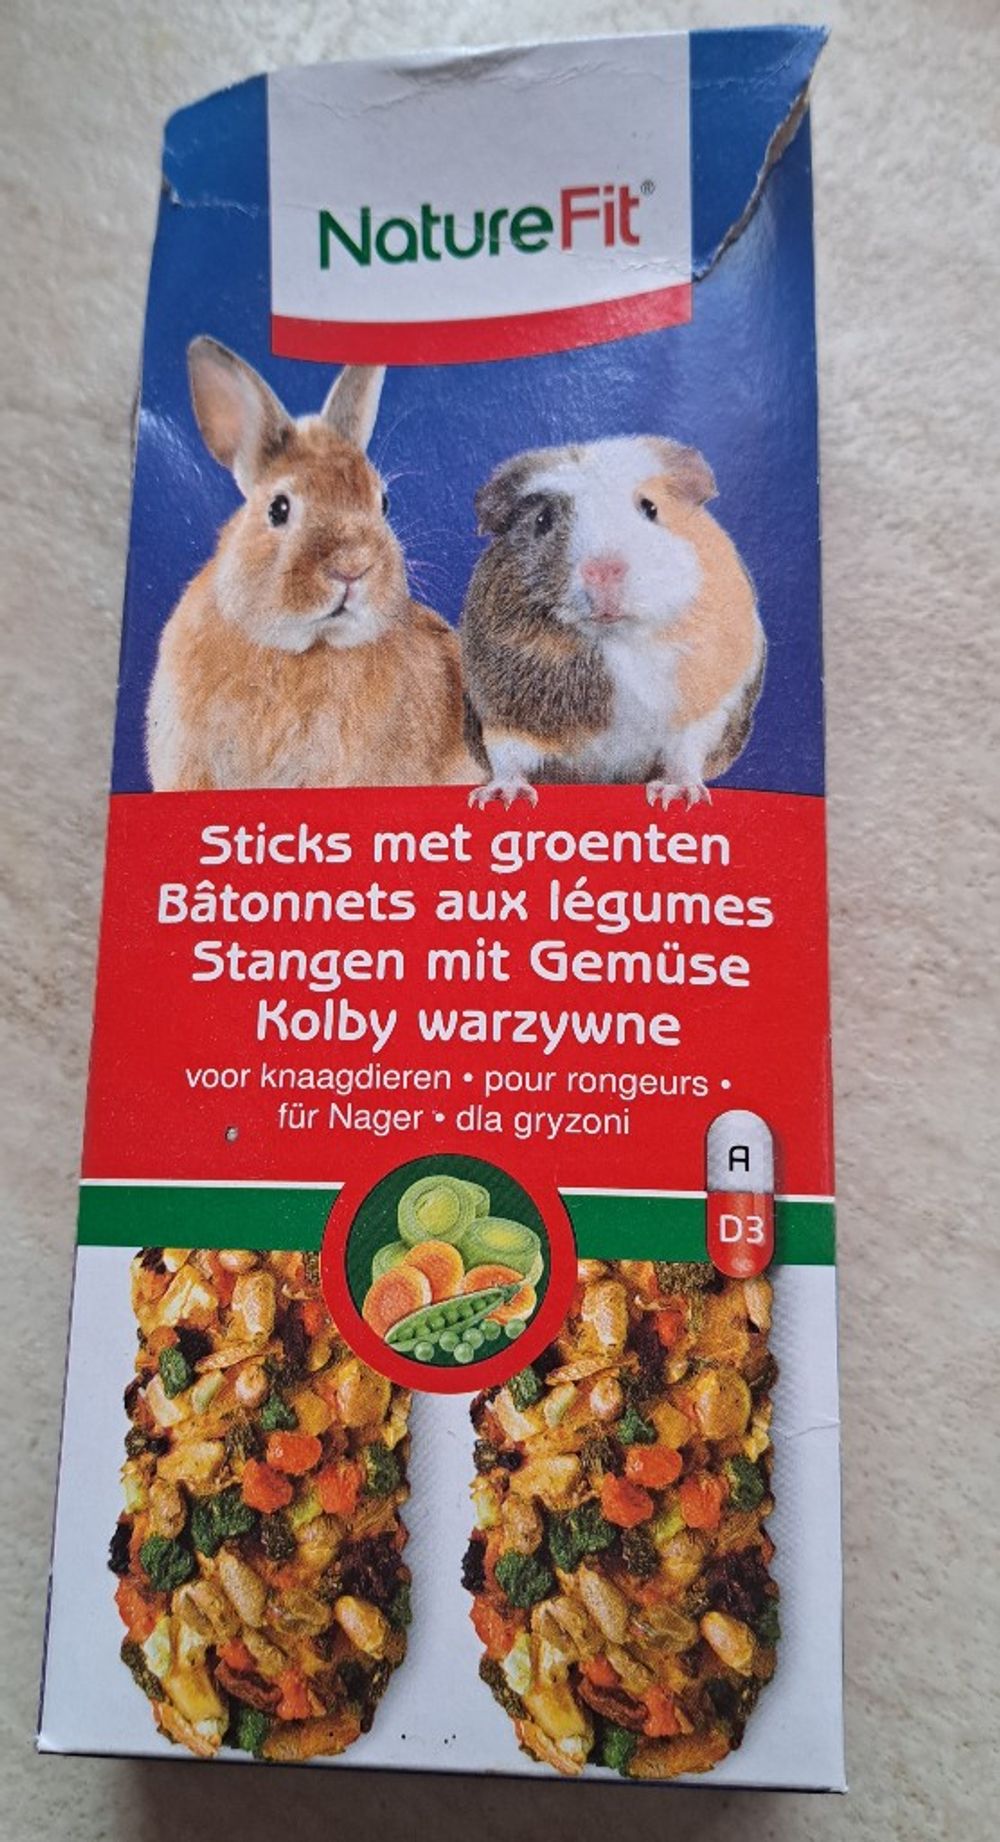 NatureFit®
Sticks met groenten
Bâtonnets aux légumes
Stangen mit Gemüse
Kolby warzywne
voor knaagdieren • pour rongeurs •
für Nager • dla gryzoni
A
D3